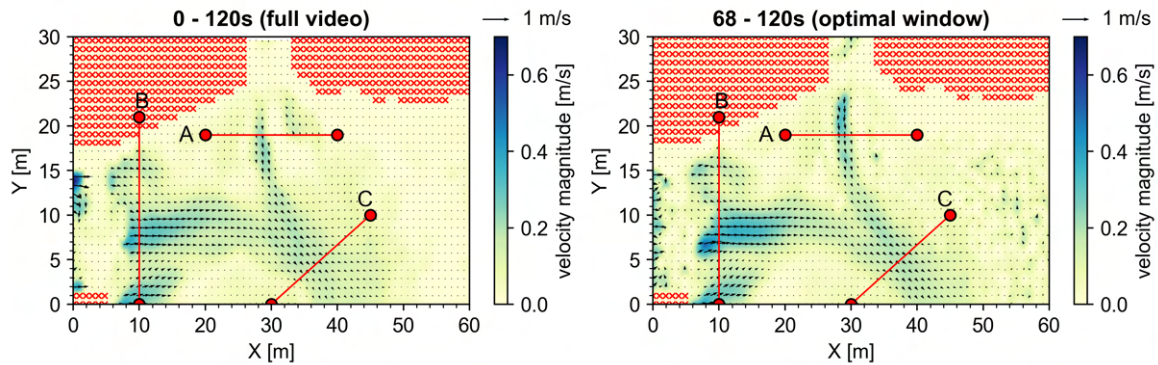 0 - 120s (full video)
1 m/s
30
25
20
15
10
5
0
Y [m]
B
A
C
0 10 20 30 40 50 60
X [m]
0.6
0.4
0.2
0.0
velocity magnitude [m/s]
68 - 120s (optimal window)
1 m/s
30
25
20
15
10
5
0
Y [m]
B
A
C
0 10 20 30 40 50 60
X [m]
0.6
0.4
0.2
0.0
velocity magnitude [m/s]